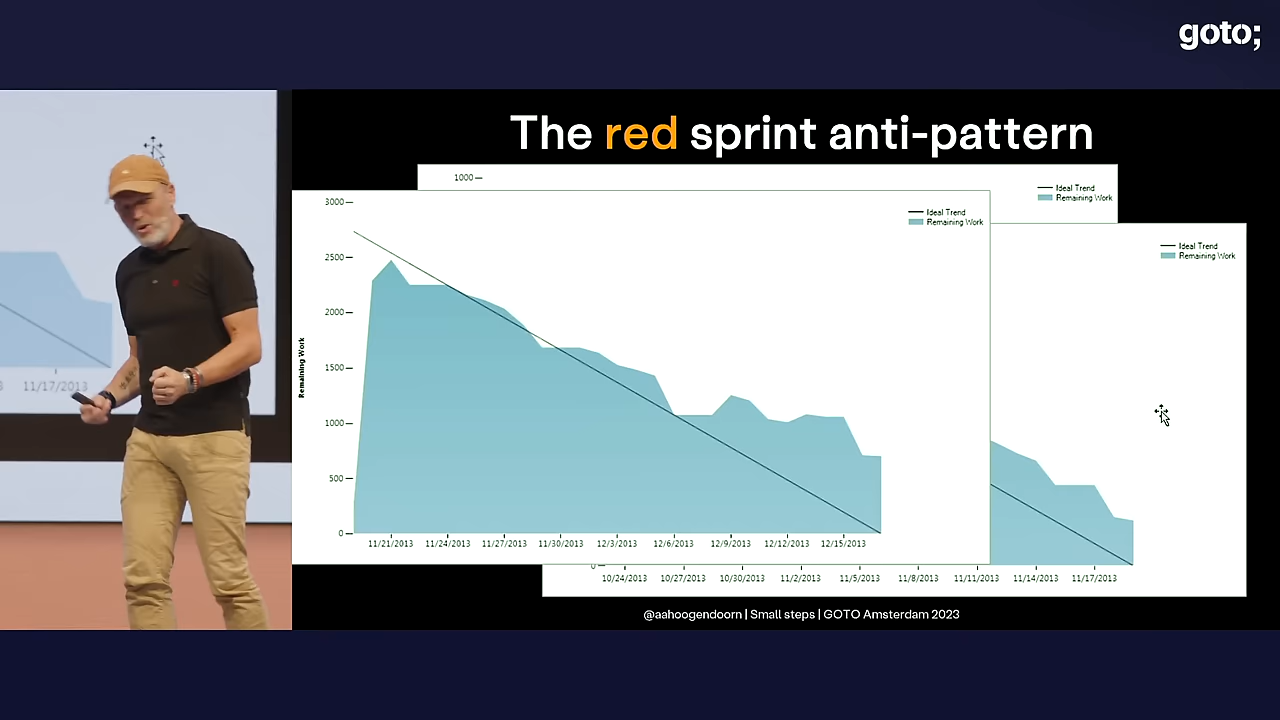 goto;
The red sprint anti-pattern
1000
Ideal Trend
Remaining Work
3000
2500
2000
1500
1000
500
0
Remaining Work
Ideal Trend
Remaining Work
11/21/2013 11/24/2013 11/27/2013 11/30/2013 12/3/2013 12/6/2013 12/9/2013 12/12/2013 12/15/2013
Ideal Trend
Remaining Work
0
10/24/2013 10/27/2013 10/30/2013 11/2/2013 11/5/2013 11/8/2013 11/11/2013 11/14/2013 11/17/2013
11/17/2013
@aahoogendoorn | Small steps | GOTO Amsterdam 2023